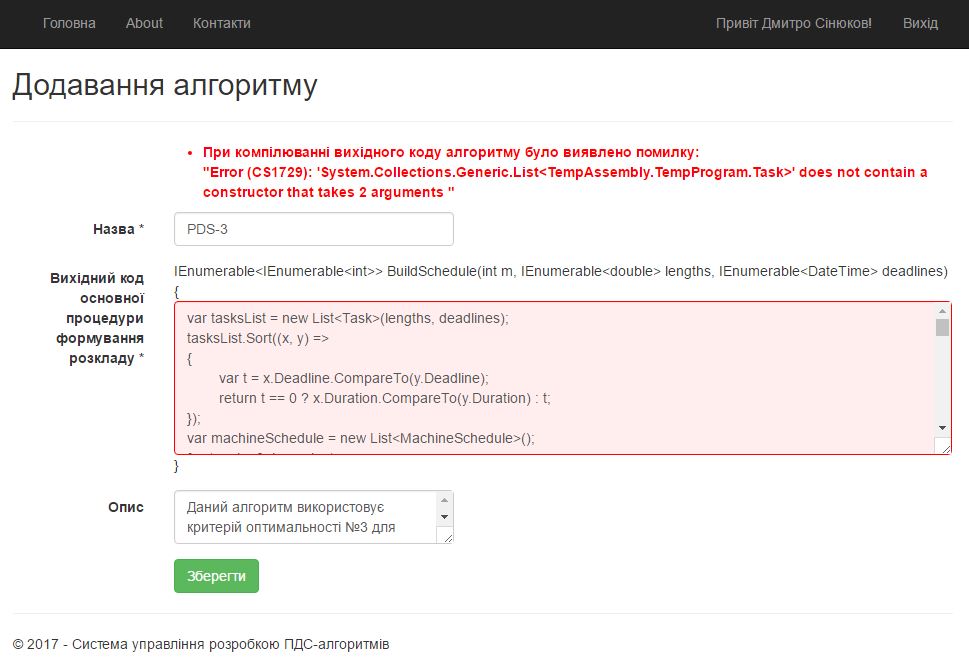 Головна About Контакти Привіт Дмитро Сінюков! Вихід
Додавання алгоритму
• При компілюванні вихідного коду алгоритму було виявлено помилку:
"Error (CS1729): 'System.Collections.Generic.List<TempAssembly.TempProgram.Task>' does not contain a
constructor that takes 2 arguments "
Назва * PDS-3
Вихідний код
основної
процедури
формування
розкладу *
IEnumerable<IEnumerable<int>> BuildSchedule(int m, IEnumerable<double> lengths, IEnumerable<DateTime> deadlines)
{
var tasksList = new List<Task>(lengths, deadlines);
tasksList.Sort((x, y) =>
{
var t = x.Deadline.CompareTo(y.Deadline);
return t == 0 ? x.Duration.CompareTo(y.Duration) : t;
});
var machineSchedule = new List<MachineSchedule>();
}
Опис
Даний алгоритм використовує
критерій оптимальності №3 для
Зберегти
© 2017 - Система управління розробкою ПДС-алгоритмів